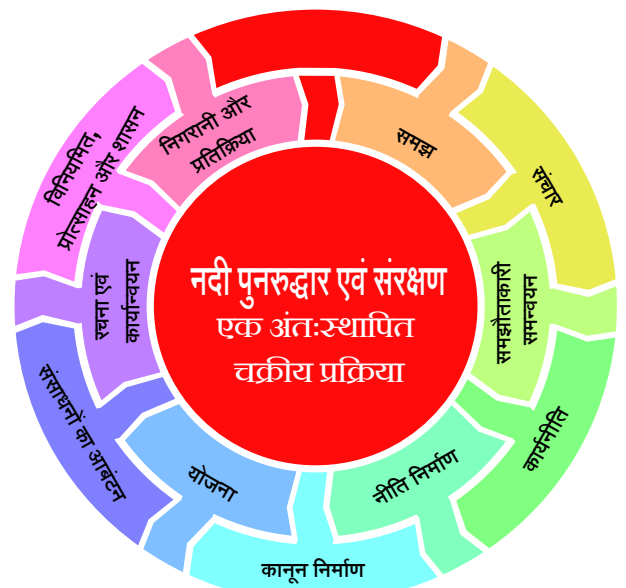 नदी पुनरुद्धार एवं संरक्षण
एक अंतःस्थापित
चक्रीय प्रक्रिया
समझ
संचार
समझौताकारी
समन्वयन
कार्यनीति
नीति निर्माण
कानून निर्माण
योजना
संसाधनों का आबंटन
रचना एवं
कार्यान्वयन
विनियमित,
प्रोत्साहन और शासन
निगरानी और
प्रतिक्रिया